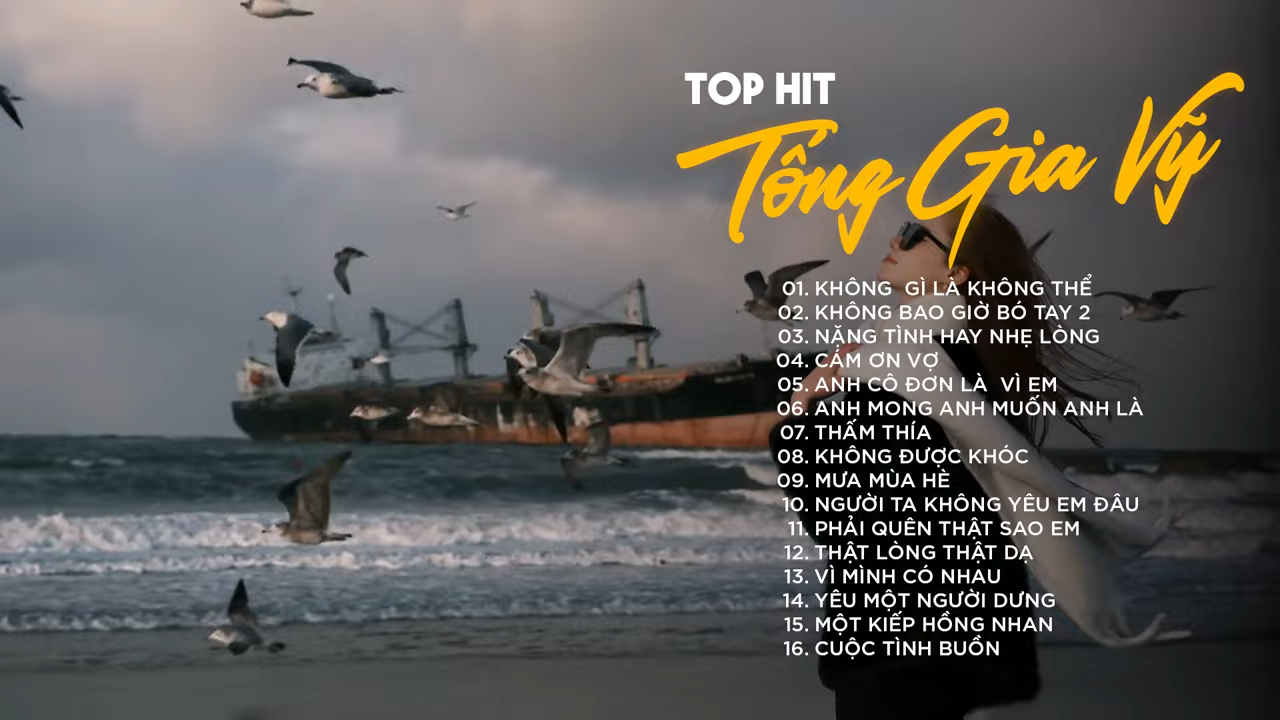 TOP HIT
Tống Gia Vỹ
01. KHÔNG GÌ LÀ KHÔNG THỂ
02. KHÔNG BAO GIỜ BÓ TAY 2
03. NẶNG TÌNH HAY NHẸ LÒNG
04. CẢM ƠN VỢ
05. ANH CÔ ĐƠN LÀ VÌ EM
06. ANH MONG ANH MUỐN ANH LÀ
07. THẤM THÍA
08. KHÔNG ĐƯỢC KHÓC
09. MƯA MÙA HÈ
10. NGƯỜI TA KHÔNG YÊU EM ĐÂU
11. PHẢI QUÊN THẬT SAO EM
12. THẬT LÒNG THẬT DẠ
13. VÌ MÌNH CÓ NHAU
14. YÊU MỘT NGƯỜI DƯNG
15. MỘT KIẾP HỒNG NHAN
16. CUỘC TÌNH BUỒN